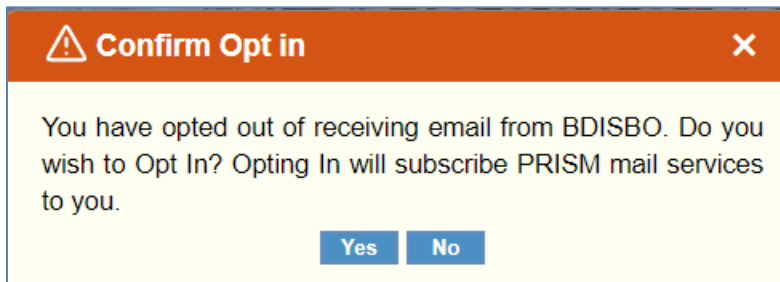 Confirm Opt in
You have opted out of receiving email from BDISBO. Do you
wish to Opt In? Opting In will subscribe PRISM mail services
to you.
Yes No